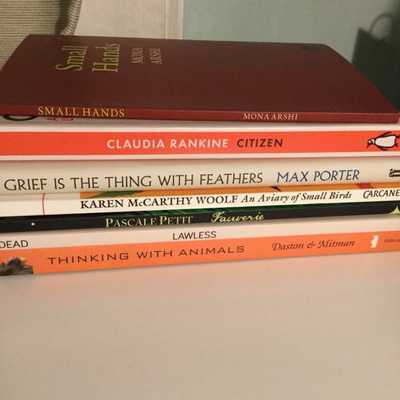 Small
Hands
MONA
ARSHI
SMALL HANDS MONA ARSHI
CLAUDIA RANKINE CITIZEN
GRIEF IS THE THING WITH FEATHERS MAX PORTER
KAREN McCARTHY WOOLF An Aviary of Small Birds CARCANE
PASCALE PETIT Fauverie
DEAD LAWLESS
THINKING WITH ANIMALS Daston & Mitman